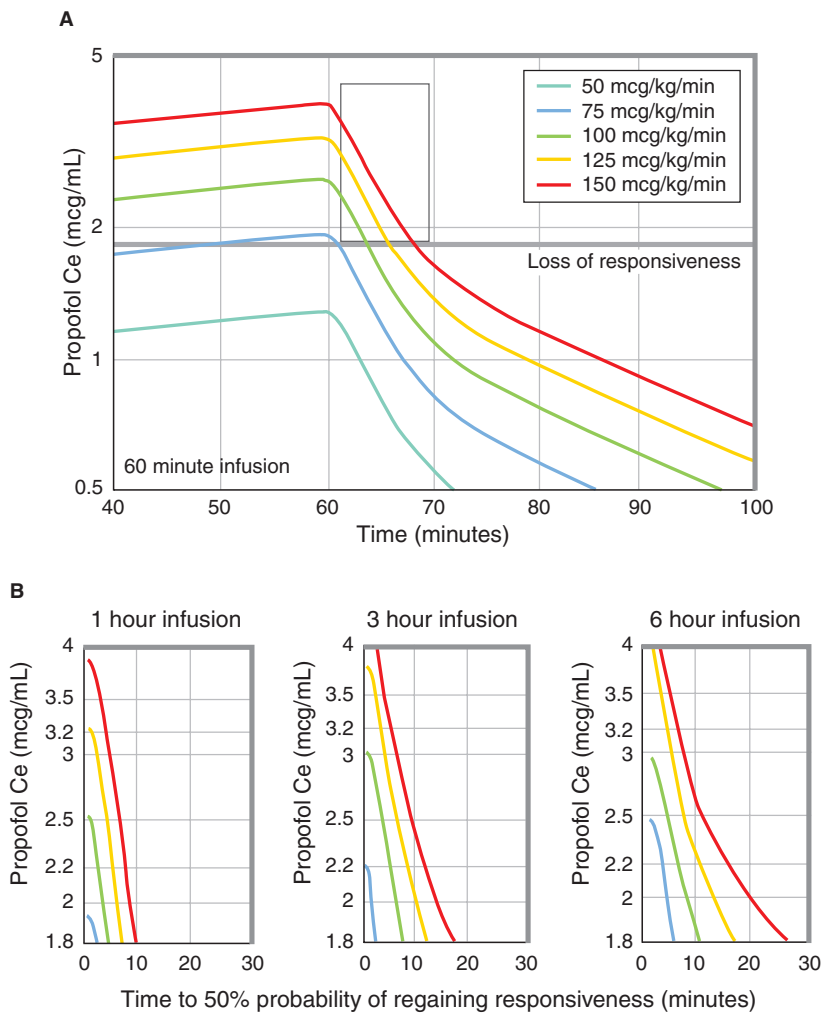 A
5
2
1
0.5
Propofol Ce (mcg/mL)
50 mcg/kg/min
75 mcg/kg/min
100 mcg/kg/min
125 mcg/kg/min
150 mcg/kg/min
Loss of responsiveness
60 minute infusion
40 50 60 70 80 90 100
Time (minutes)
B
1 hour infusion
4
3.5
3.2
3
2.5
2.2
2
1.8
Propofol Ce (mcg/mL)
0 10 20 30
3 hour infusion
4
3.5
3.2
3
2.5
2.2
2
1.8
Propofol Ce (mcg/mL)
0 10 20 30
6 hour infusion
4
3.5
3.2
3
2.5
2.2
2
1.8
Propofol Ce (mcg/mL)
0 10 20 30
Time to 50% probability of regaining responsiveness (minutes)